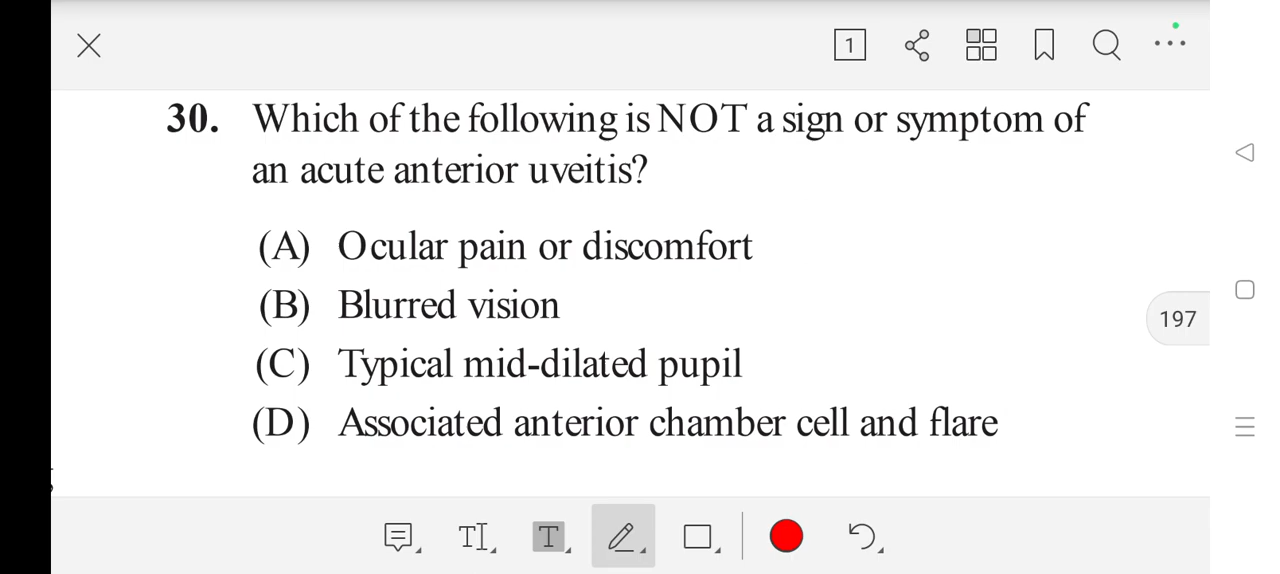 1
30. Which of the following is NOT a sign or symptom of
an acute anterior uveitis?
(A) Ocular pain or discomfort
(B) Blurred vision
197
(C) Typical mid-dilated pupil
(D) Associated anterior chamber cell and flare
T
T